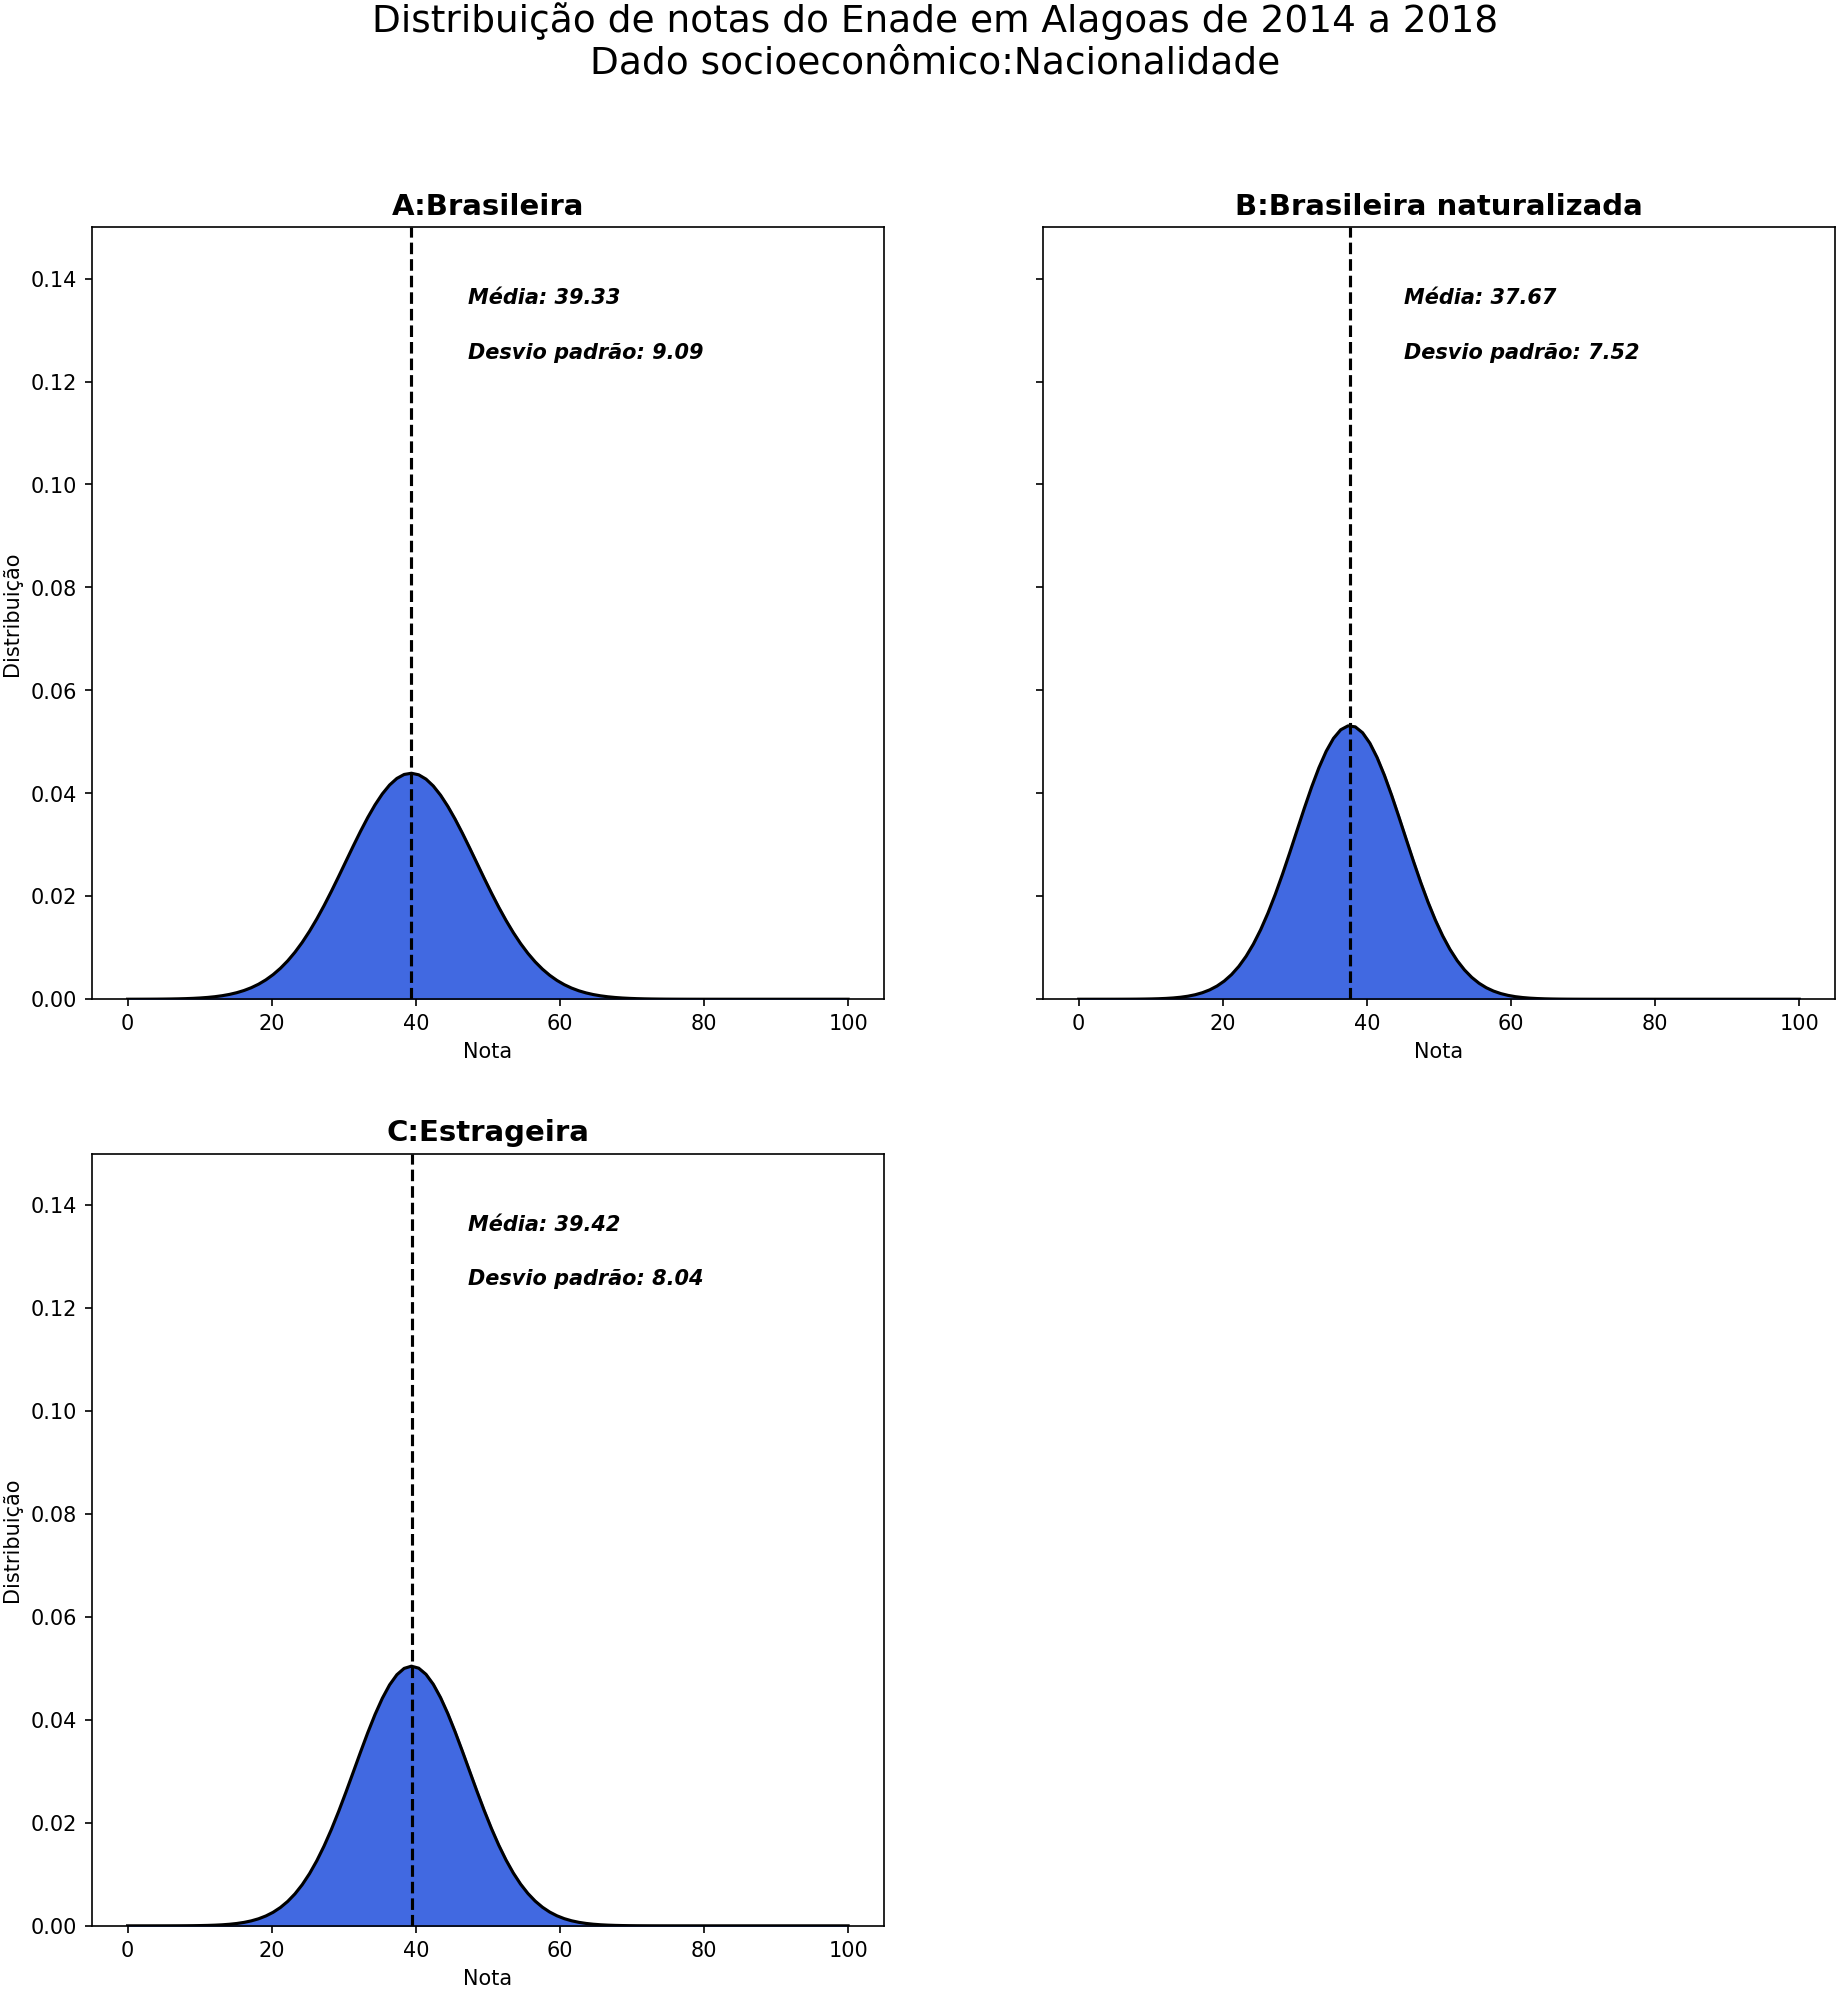 Distribuição de notas do Enade em Alagoas de 2014 a 2018
Dado socioeconômico:Nacionalidade
A:Brasileira
Média: 39.33
Desvio padrão: 9.09
Distribuição
0.14
0.12
0.10
0.08
0.06
0.04
0.02
0.00
0 20 40 60 80 100
Nota
B:Brasileira naturalizada
Média: 37.67
Desvio padrão: 7.52
0 20 40 60 80 100
Nota
C:Estrageira
Média: 39.42
Desvio padrão: 8.04
Distribuição
0.14
0.12
0.10
0.08
0.06
0.04
0.02
0.00
0 20 40 60 80 100
Nota